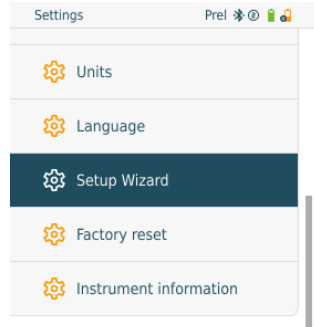 Settings Prel
Units
Language
Setup Wizard
Factory reset
Instrument information